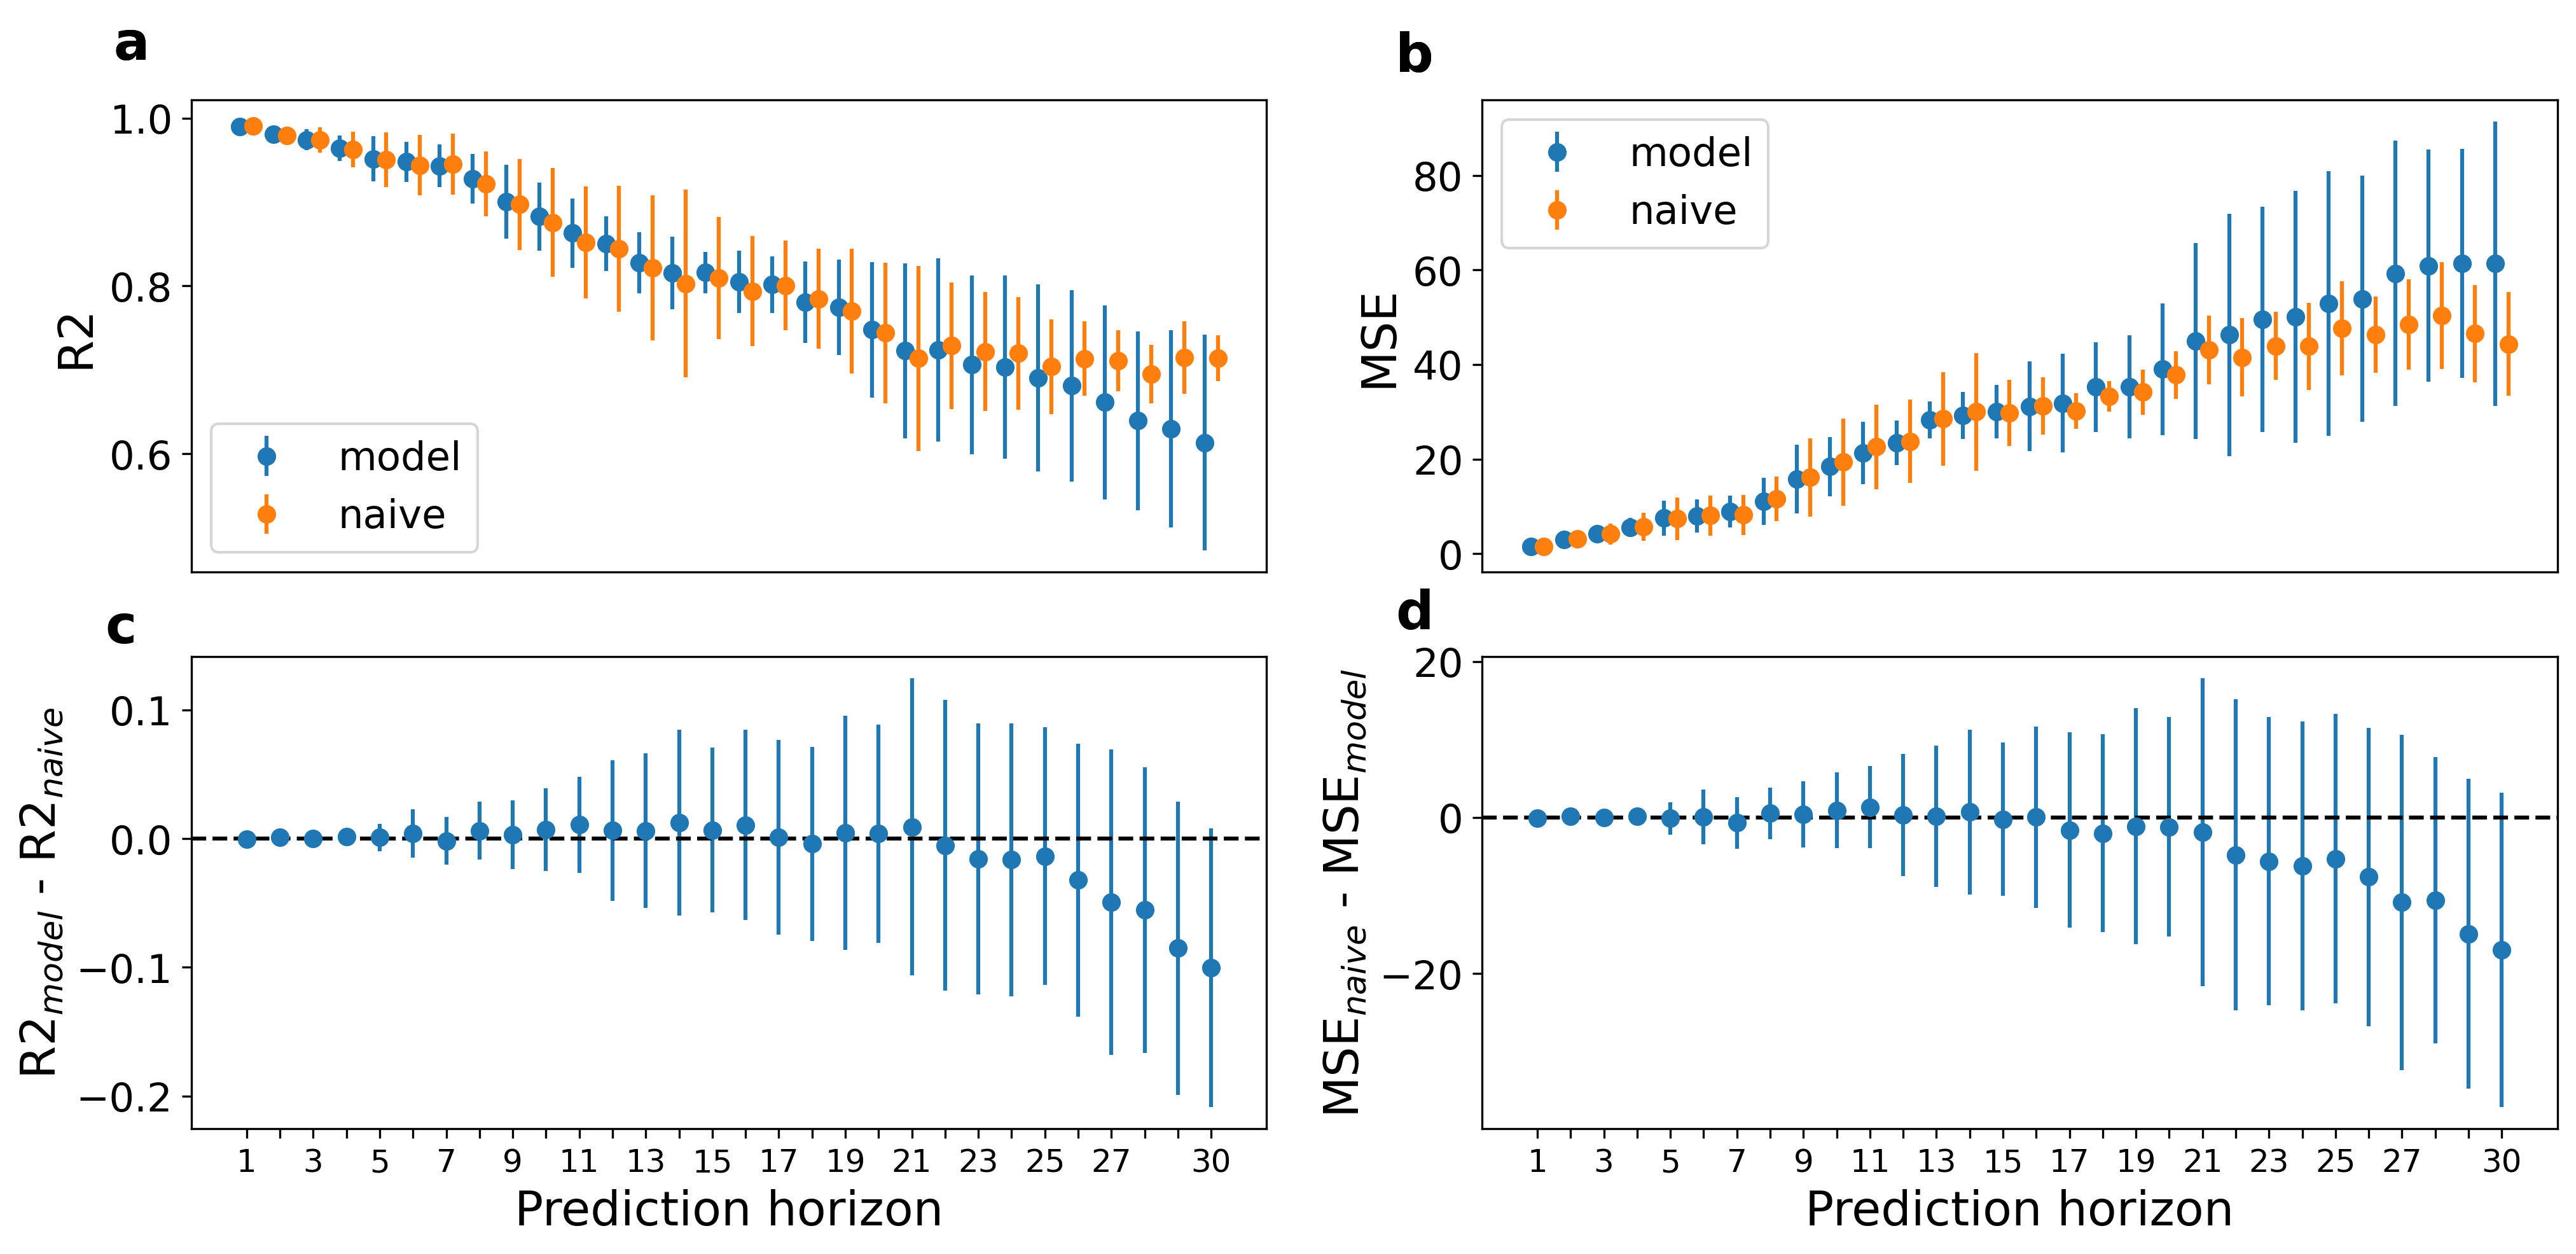 a
1.0
0.8
0.6
R2
model
naive
b
80
60
40
20
0
MSE
model
naive
c
0.1
0.0
−0.1
−0.2
R2model - R2naive
1 3 5 7 9 11 13 15 17 19 21 23 25 27 30
Prediction horizon
d
20
0
−20
MSEnaive - MSEmodel
1 3 5 7 9 11 13 15 17 19 21 23 25 27 30
Prediction horizon